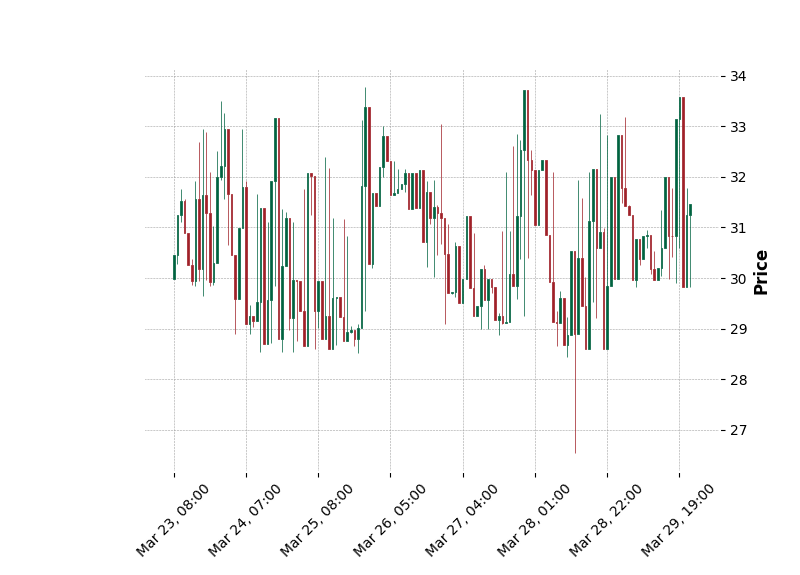 34
33
32
31
30
29
28
27
Price
Mar 23, 08:00
Mar 24, 07:00
Mar 25, 08:00
Mar 26, 05:00
Mar 27, 04:00
Mar 28, 01:00
Mar 28, 22:00
Mar 29, 19:00